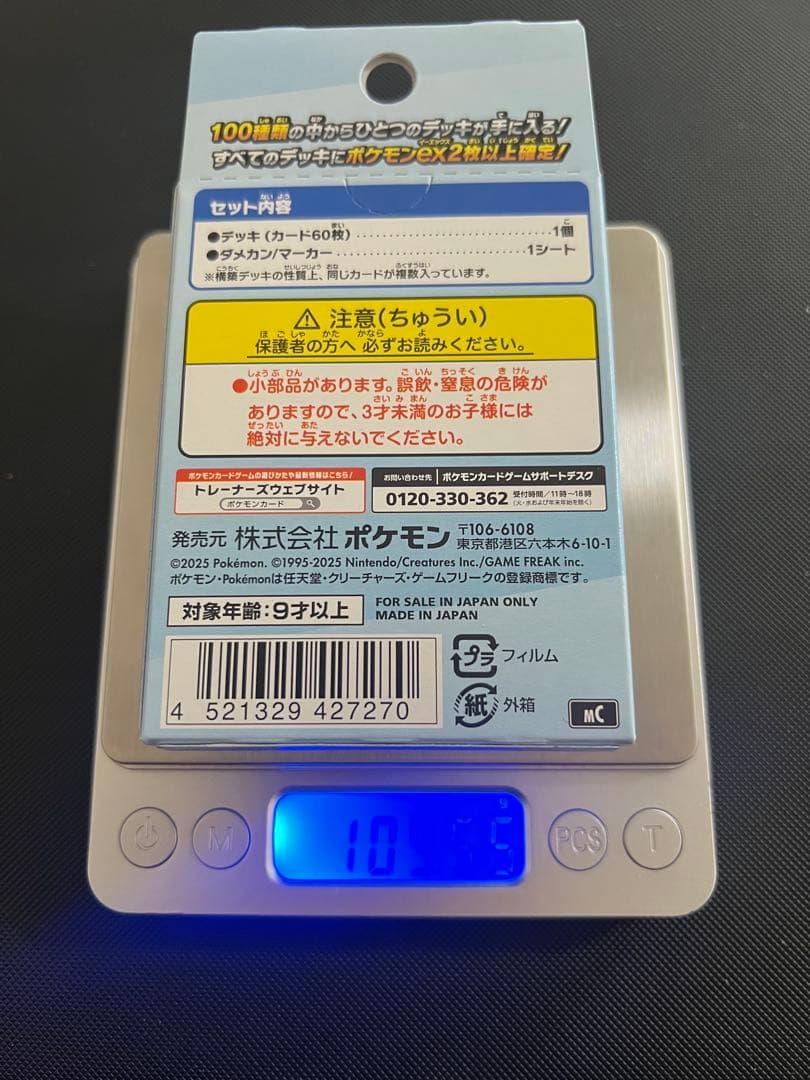 100種類の中からひとつのデッキが手に入る!
すべてのデッキにポケモンex2枚以上確定!
セット内容
●デッキ(カード60枚)……………………………1個
●ダメカン/マーカー……………………………1シート
※構築デッキの性質上、同じカードが複数入っています。
⚠ 注意(ちゅうい)
保護者の方へ 必ずお読みください。
●小部品があります。誤飲・窒息の危険が
ありますので、3才未満のお子様には
絶対に与えないでください。
ポケモンカードゲームの遊びかたや最新情報はこちら!
トレーナーズウェブサイト
ポケモンカード
お問い合わせ先 ポケモンカードゲームサポートデスク
0120-330-362 受付時間/11時~18時
(火・水および年末年始を除く)
発売元 株式会社 ポケモン 〒106-6108
東京都港区六本木6-10-1
©2025 Pokémon. ©1995-2025 Nintendo/Creatures Inc./GAME FREAK inc.
ポケモン・Pokémonは任天堂・クリーチャーズ・ゲームフリークの登録商標です。
対象年齢:9才以上
FOR SALE IN JAPAN ONLY
MADE IN JAPAN
4 521329 427270
プラ フィルム
紙 外箱
MC
M
PCS
T